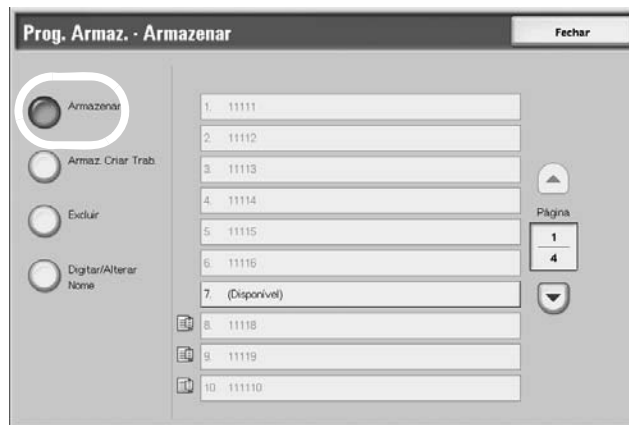 Prog. Armaz. - Armazenar
Fechar
Armazenar
Armaz. Criar Trab.
Excluir
Digitar/Alterar
Nome
1. 11111
2. 11112
3. 11113
4. 11114
5. 11115
6. 11116
7. (Disponível)
8. 11118
9. 11119
10. 111110
Página
1
4